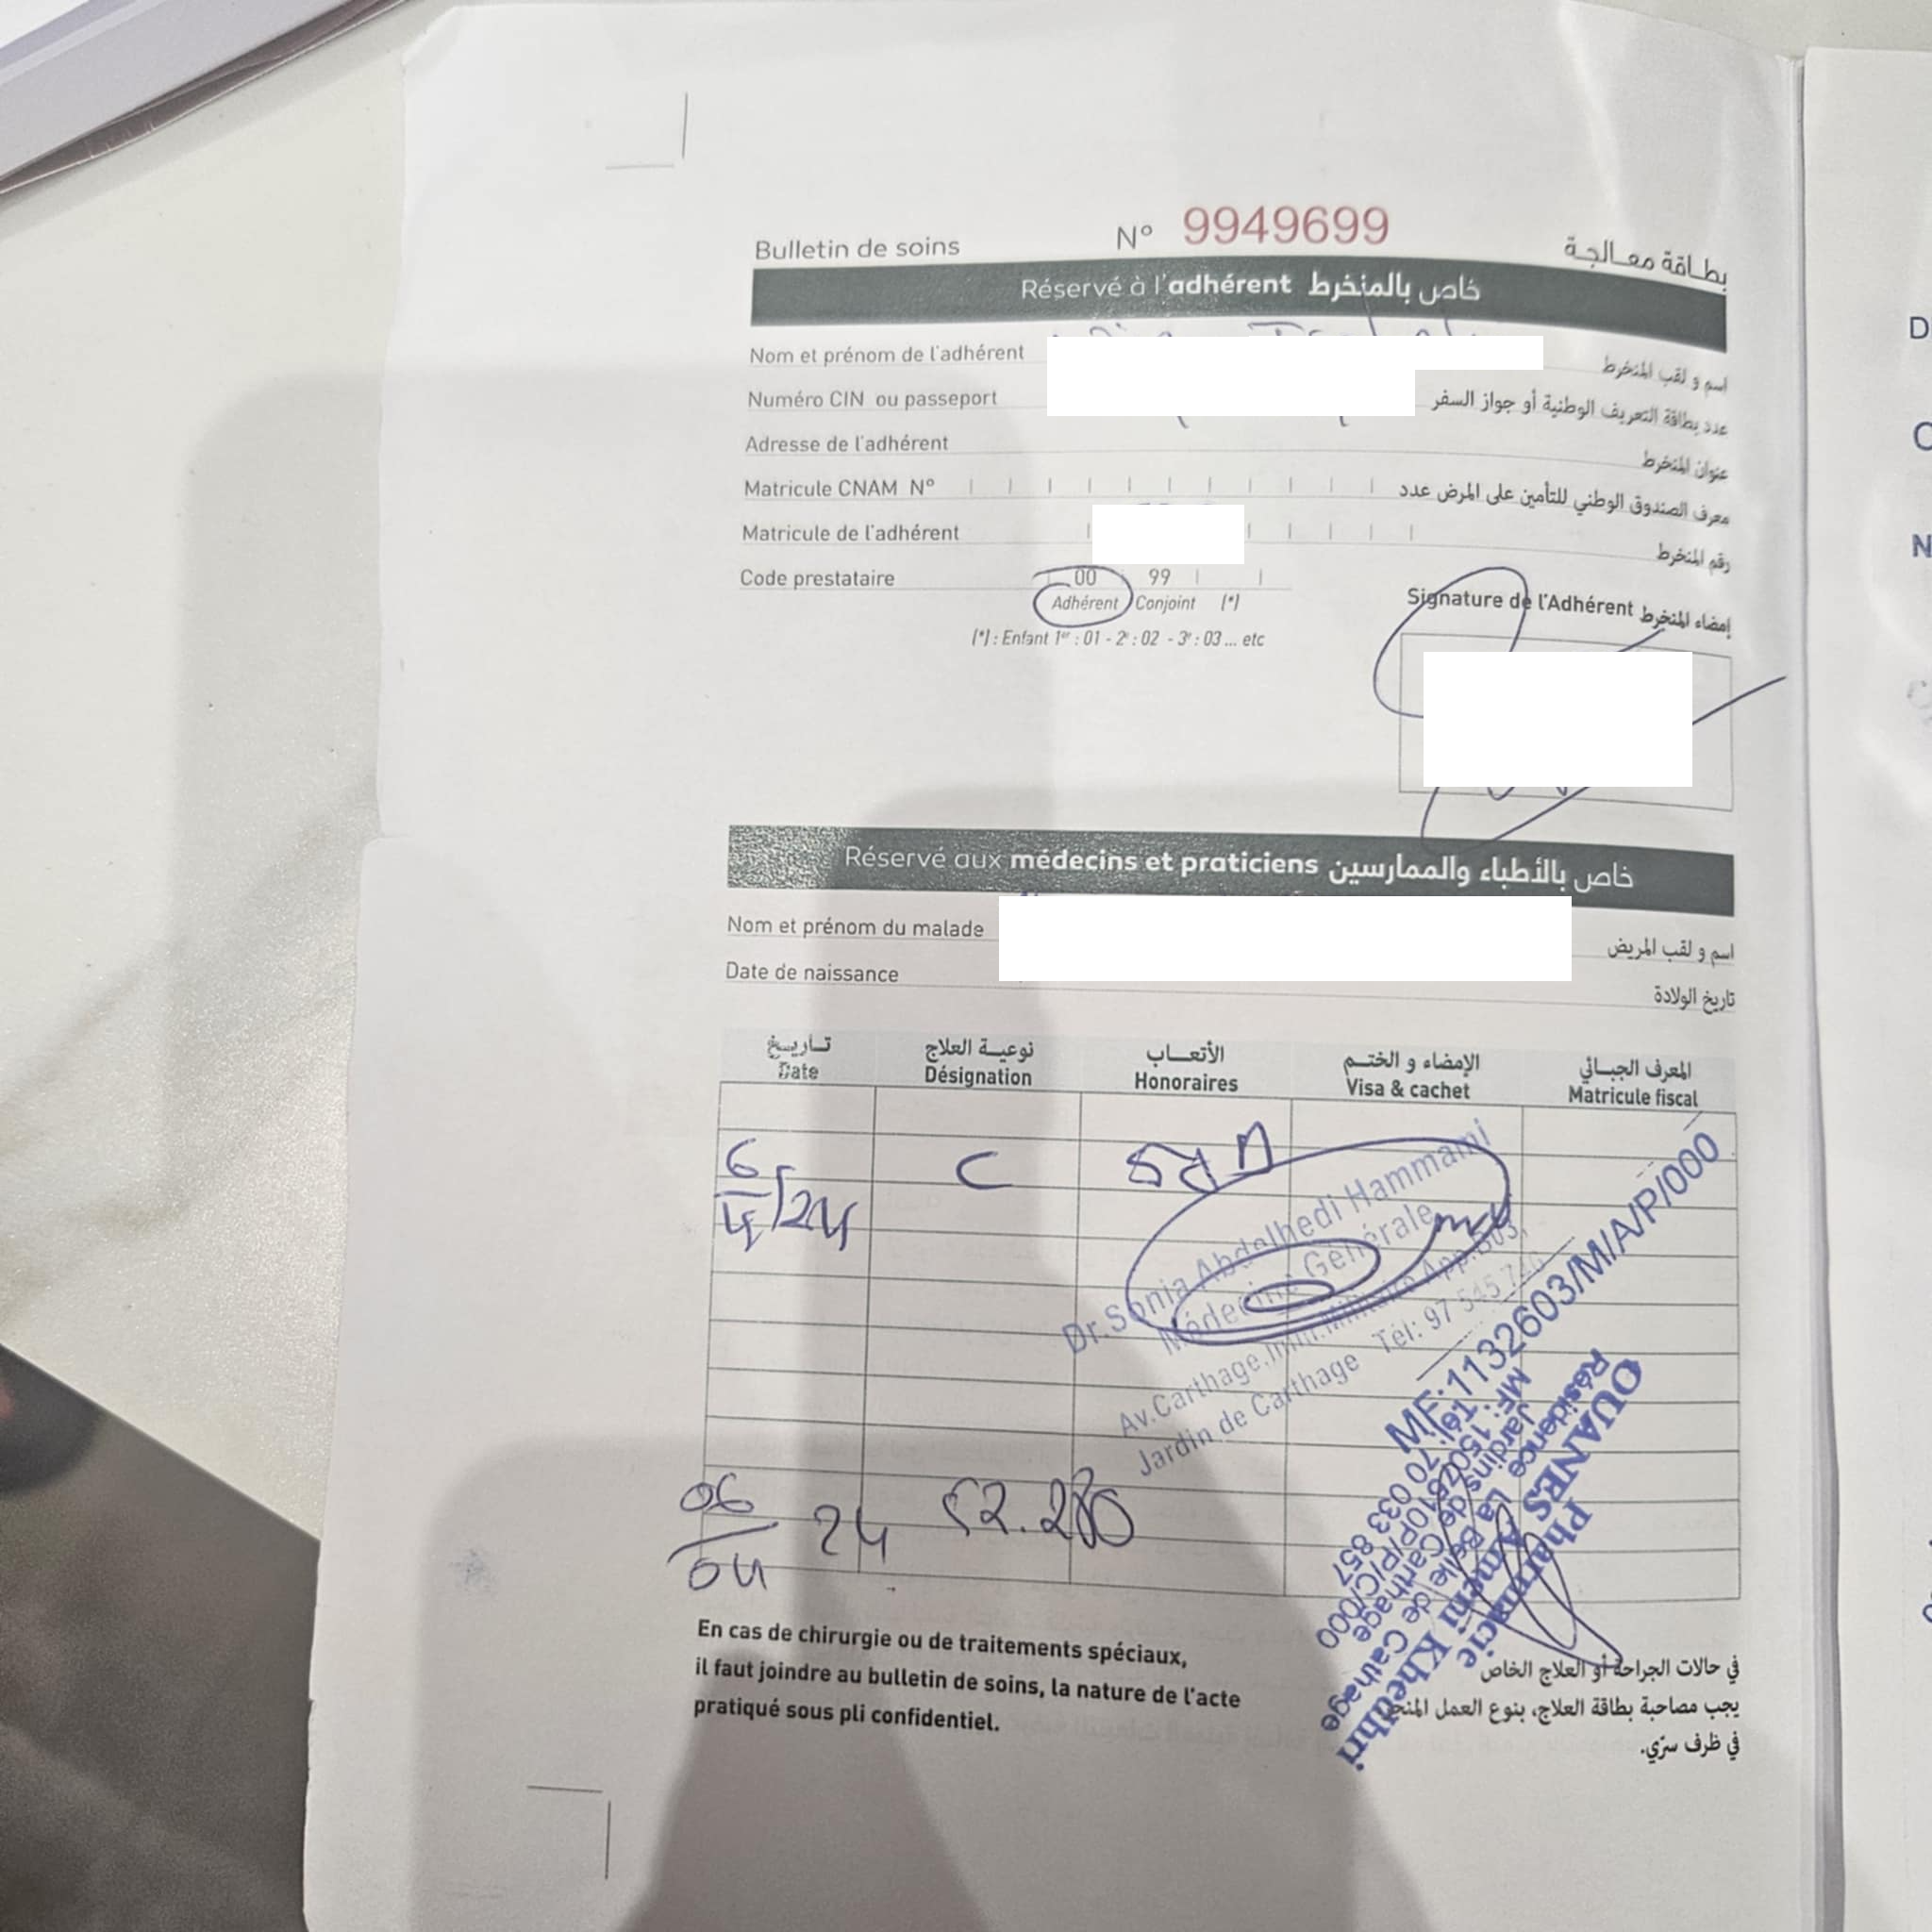 Bulletin de soins N° 9949699 بطاقة معالجة
Réservé à l'adhérent خاص بالمنخرط
Nom et prénom de l'adhérent اسم و لقب المنخرط
Numéro CIN ou passeport عدد بطاقة التعريف الوطنية أو جواز السفر
Adresse de l'adhérent عنوان المنخرط
Matricule CNAM N° معرف الصندوق الوطني للتأمين على المرض عدد
Matricule de l'adhérent رقم المنخرط
Code prestataire 00 99
Adhérent Conjoint (*)
(*) : Enfant 1er : 01 - 2e : 02 - 3e : 03 ... etc
Signature de l'Adhérent إمضاء المنخرط
Réservé aux médecins et praticiens خاص بالأطباء والممارسين
Nom et prénom du malade اسم و لقب المريض
Date de naissance تاريخ الولادة
تاريخ نوعية العلاج الأتعاب الإمضاء و الختم المعرف الجبائي
Date Désignation Honoraires Visa & cachet Matricule fiscal
6/4/24 C
Dr.Sonia Abdelhedi Hammami
Médecine Générale
Av.Carthage,Imm.Militaire App.B03,
Jardin de Carthage Tél: 97 545 740
MF:1132603/M/A/P/000
06/04 24 52.280
Pharmacie
OUANES Ameni Khedhri
Résidence La Belle de Cathage
Jardins de Carthage
MF: 1502610P/P/C/000
Tél: 70 033 857
En cas de chirurgie ou de traitements spéciaux,
il faut joindre au bulletin de soins, la nature de l'acte
pratiqué sous pli confidentiel.
في حالات الجراحة أو العلاج الخاص
يجب مصاحبة بطاقة العلاج، بنوع العمل المنجز
في ظرف سرّي.